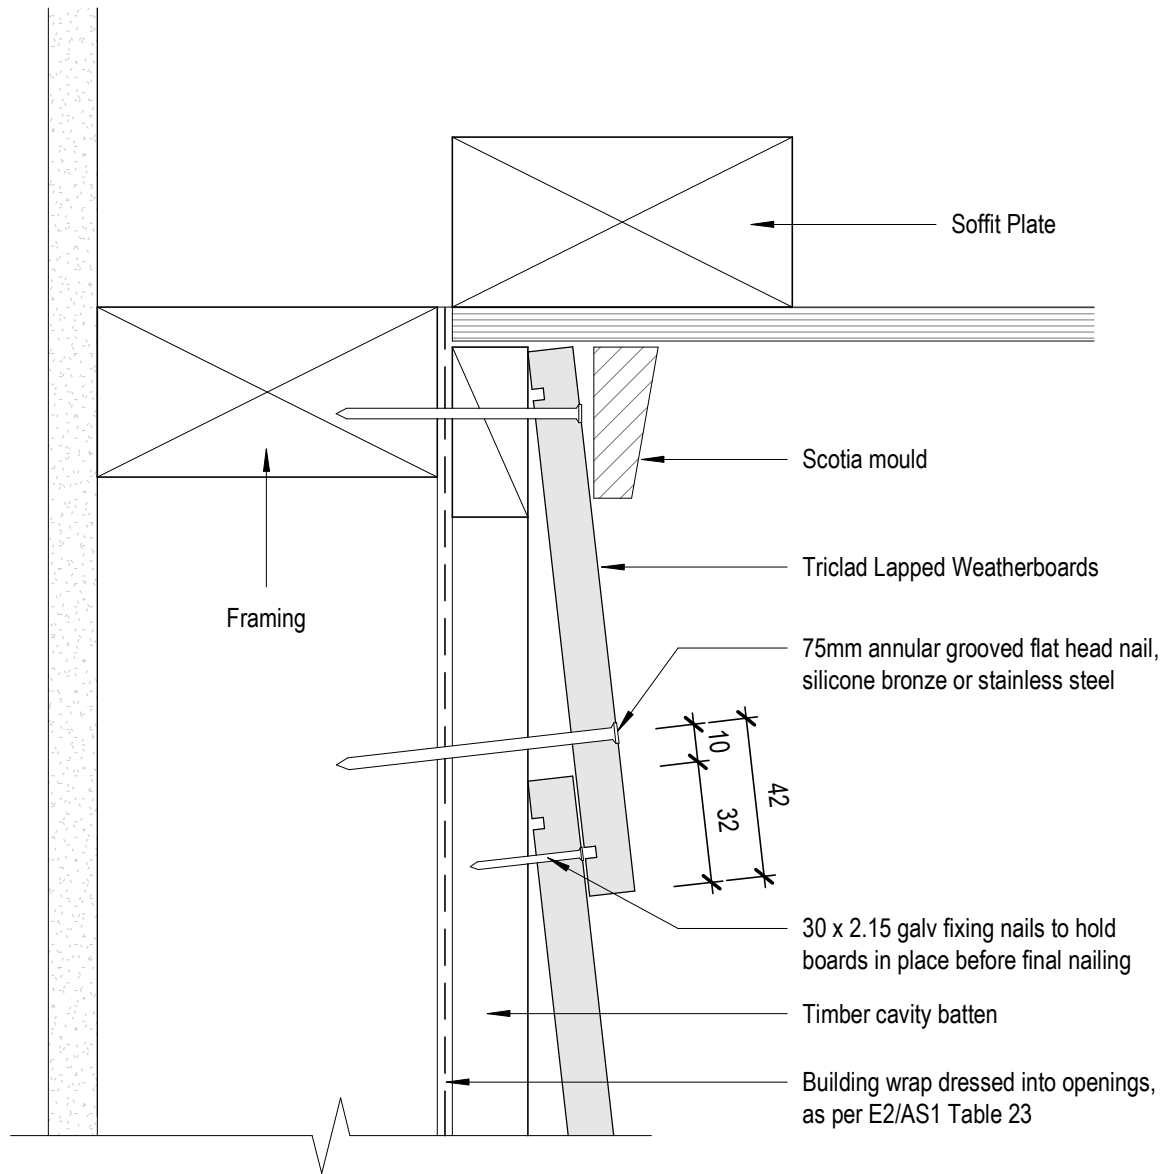 Soffit Plate
Scotia mould
Triclad Lapped Weatherboards
Framing
75mm annular grooved flat head nail,
silicone bronze or stainless steel
10
42
32
30 x 2.15 galv fixing nails to hold
boards in place before final nailing
Timber cavity batten
Building wrap dressed into openings,
as per E2/AS1 Table 23